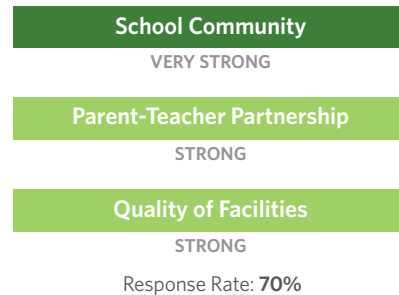 School Community
VERY STRONG
Parent-Teacher Partnership
STRONG
Quality of Facilities
STRONG
Response Rate: 70%